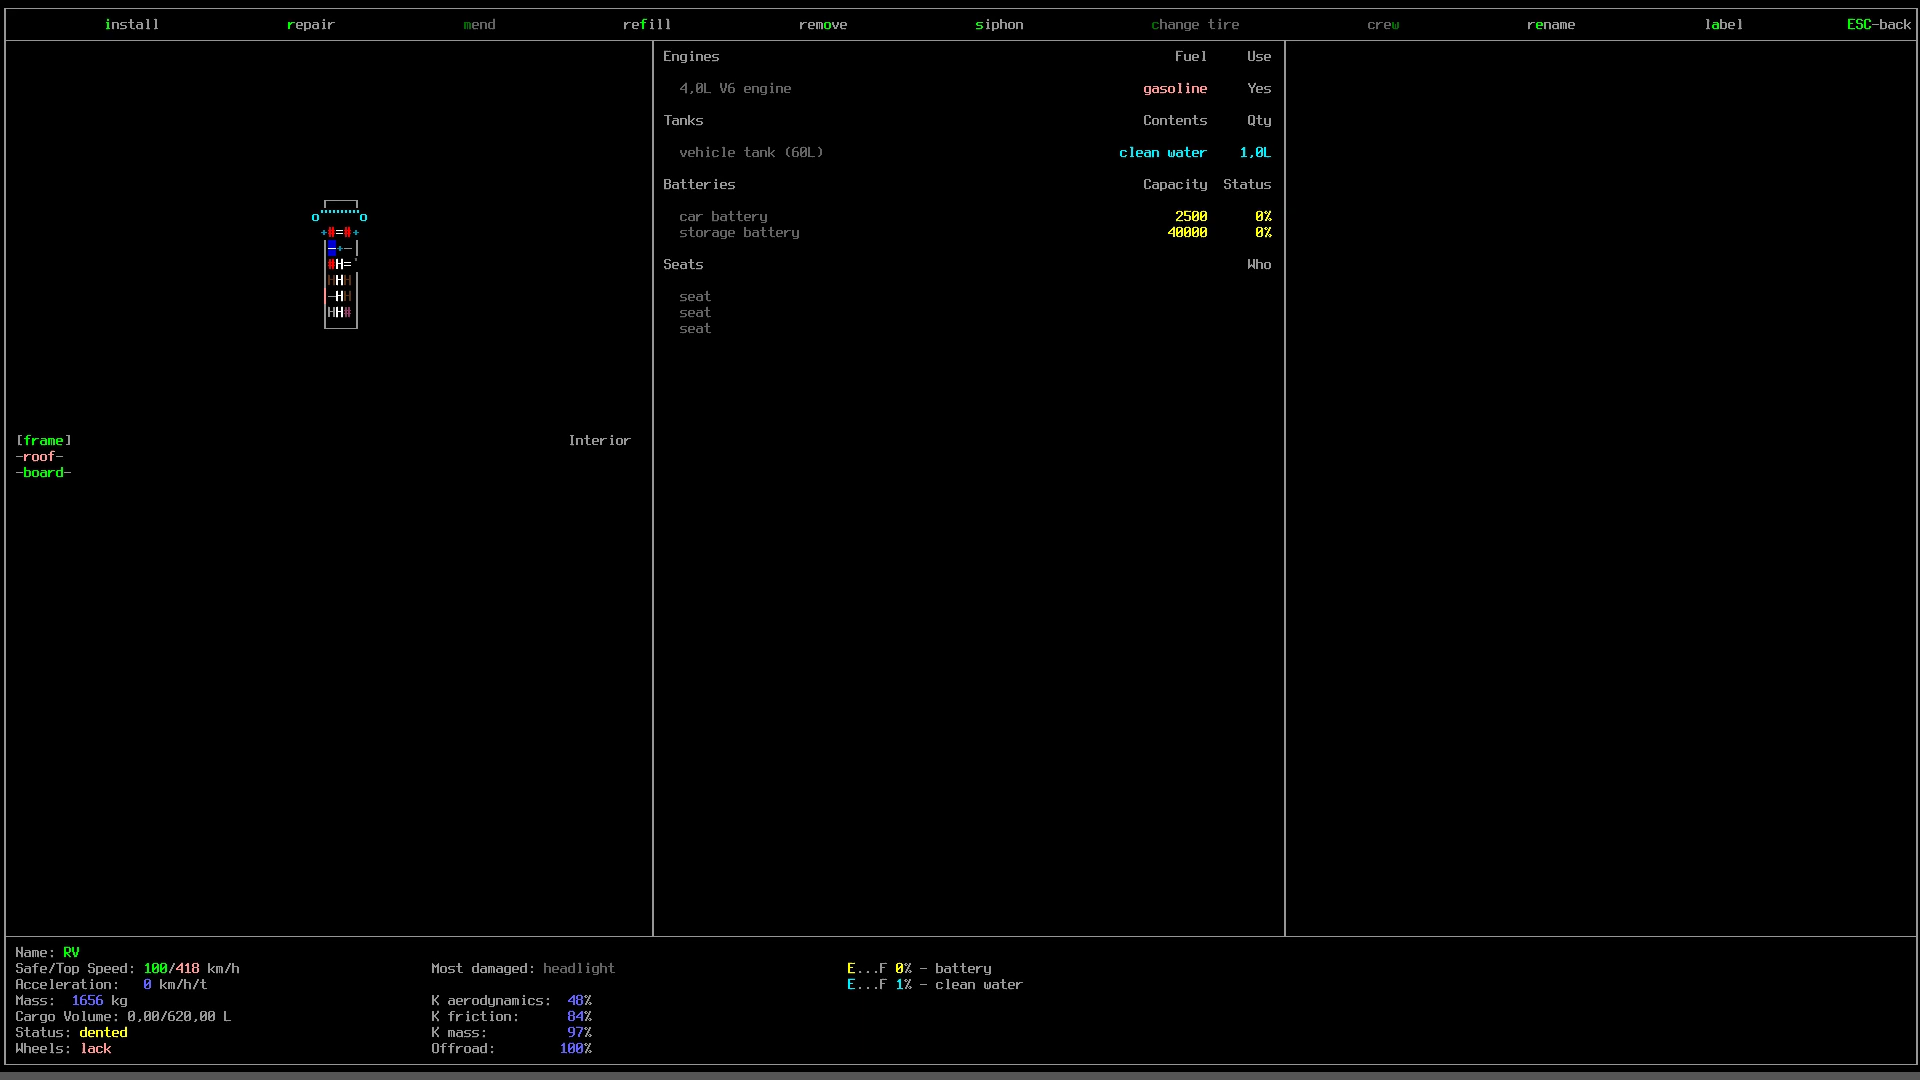 install repair mend refill remove siphon change tire crew rename label ESC-back
Engines Fuel Use
4,0L V6 engine gasoline Yes
Tanks Contents Qty
vehicle tank (60L) clean water 1,0L
Batteries Capacity Status
car battery 2500 0%
storage battery 40000 0%
Seats Who
seat
seat
seat
o"""""o
+#=#+
|–+–|
#H='
HHH
–HH
HH#
[frame] Interior
-roof-
-board-
Name: RV
Safe/Top Speed: 100/418 km/h
Acceleration: 0 km/h/t
Mass: 1656 kg
Cargo Volume: 0,00/620,00 L
Status: dented
Wheels: lack
Most damaged: headlight
K aerodynamics: 48%
K friction: 84%
K mass: 97%
Offroad: 100%
E...F 0% - battery
E...F 1% - clean water